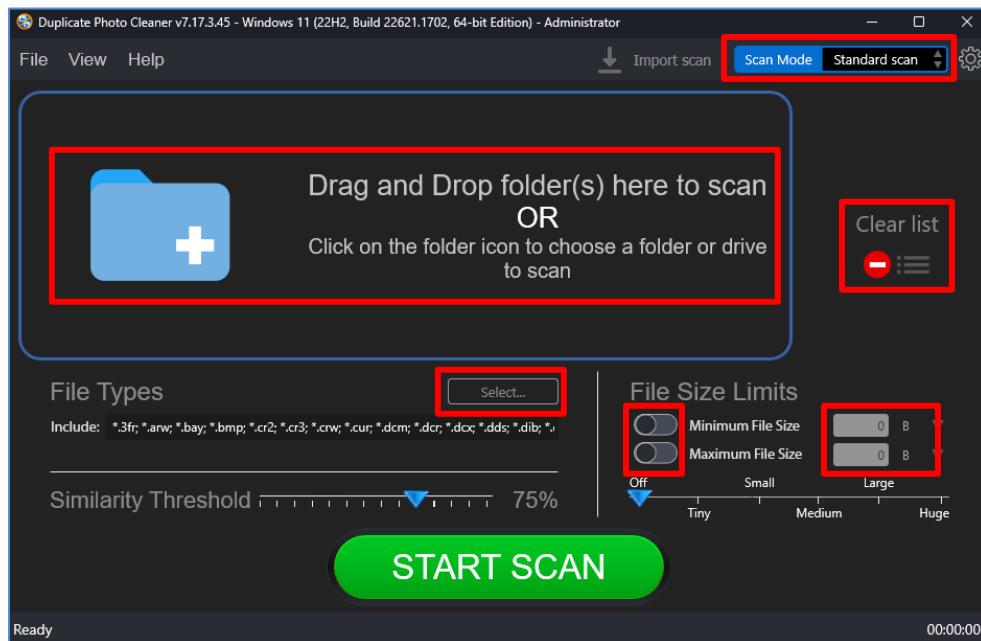 Duplicate Photo Cleaner v7.17.3.45 - Windows 11 (22H2, Build 22621.1702, 64-bit Edition) - Administrator
File View Help Import scan Scan Mode Standard scan
Drag and Drop folder(s) here to scan
OR
Click on the folder icon to choose a folder or drive
to scan
Clear list
File Types Select...
Include: *.3fr; *.arw; *.bay; *.bmp; *.cr2; *.cr3; *.crw; *.cur; *.dcm; *.dcr; *.dcx; *.dds; *.dib;
Similarity Threshold 75%
File Size Limits
Minimum File Size 0 B
Maximum File Size 0 B
Off Small Large
Tiny Medium Huge
START SCAN
Ready 00:00:00